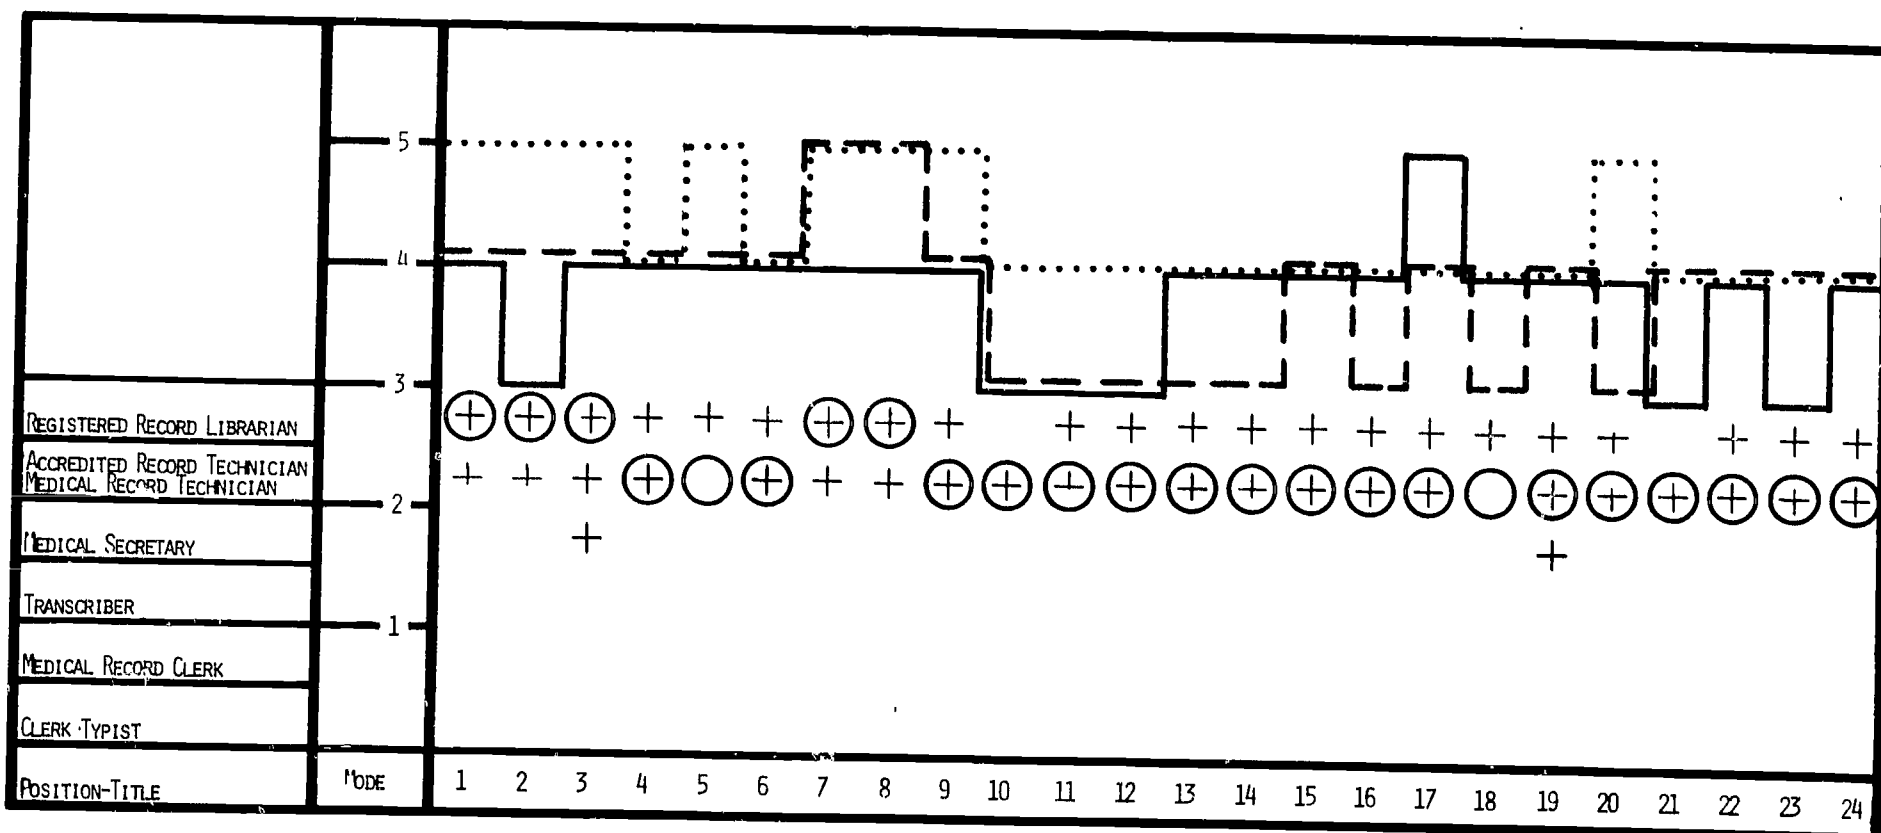 5
4
3
REGISTERED RECORD LIBRARIAN
ACCREDITED RECORD TECHNICIAN
MEDICAL RECORD TECHNICIAN
2
MEDICAL SECRETARY
TRANSCRIBER
1
MEDICAL RECORD CLERK
CLERK-TYPIST
POSITION-TITLE MODE 1 2 3 4 5 6 7 8 9 10 11 12 13 14 15 16 17 18 19 20 21 22 23 24